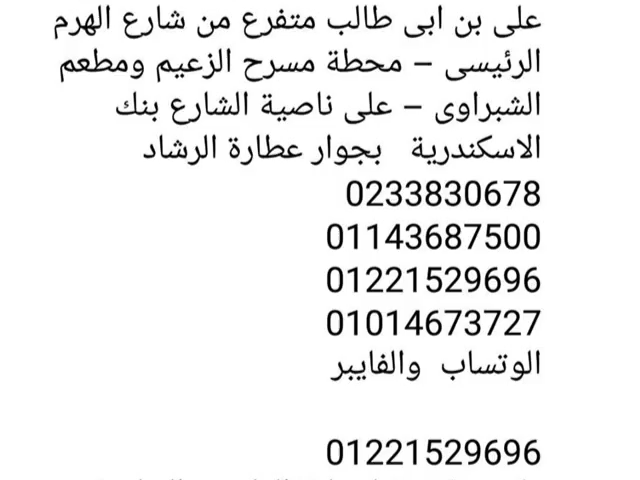 على بن ابى طالب متفرع من شارع الهرم
الرئيسى – محطة مسرح الزعيم ومطعم
الشبراوى – على ناصية الشارع بنك
الاسكندرية بجوار عطارة الرشاد
0233830678
01143687500
01221529696
01014673727
الوتساب والفايبر
01221529696